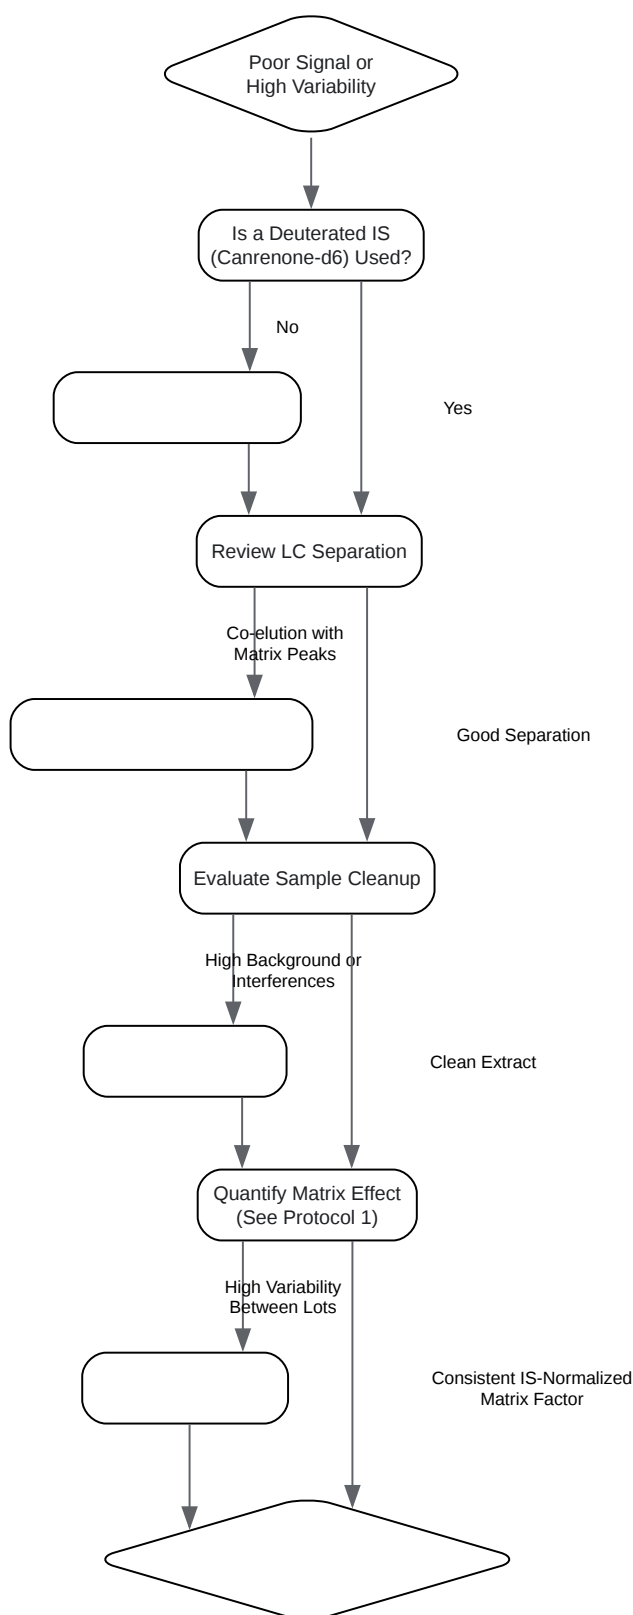 Poor Signal or
High Variability
Is a Deuterated IS
(Canrenone-d6) Used?
No
Yes
Review LC Separation
Co-elution with
Matrix Peaks
Good Separation
Evaluate Sample Cleanup
High Background or
Interferences
Clean Extract
Quantify Matrix Effect
(See Protocol 1)
High Variability
Between Lots
Consistent IS-Normalized
Matrix Factor